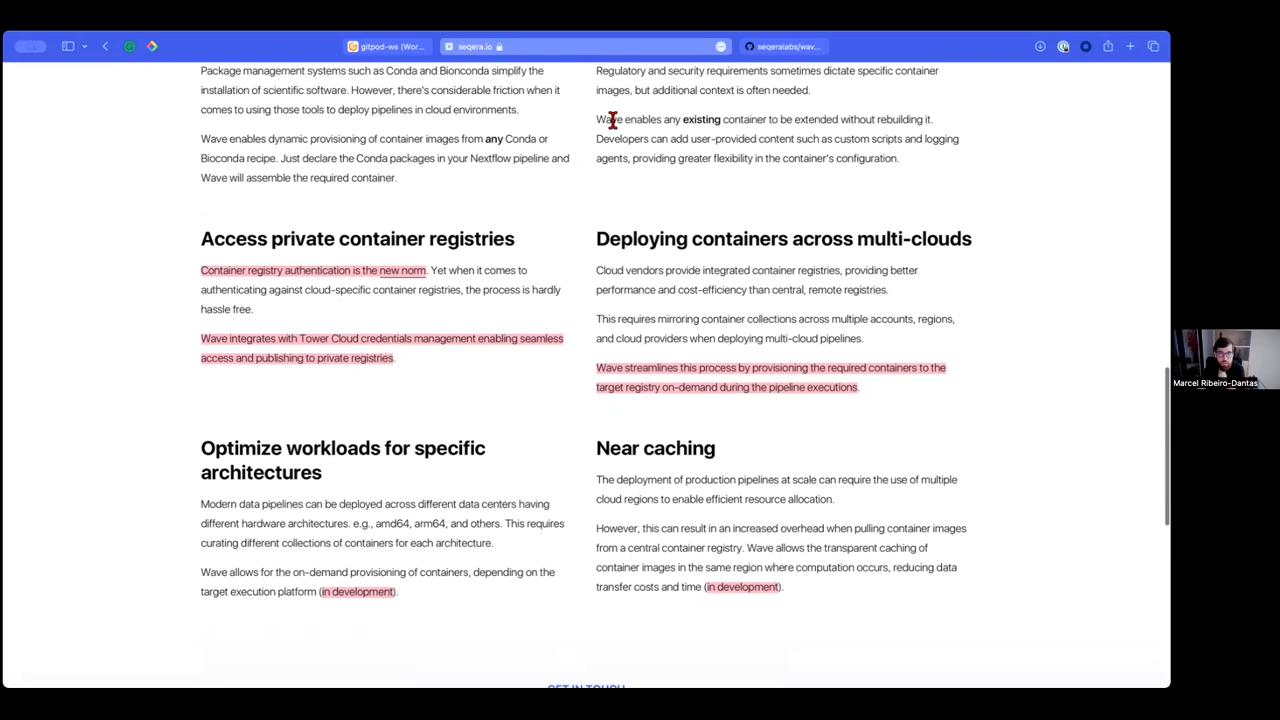 gitpod-ws (Wor...
seqera.io
seqeralabs/wav...
Package management systems such as Conda and Bionconda simplify the
installation of scientific software. However, there's considerable friction when it
comes to using those tools to deploy pipelines in cloud environments.
Wave enables dynamic provisioning of container images from any Conda or
Bioconda recipe. Just declare the Conda packages in your Nextflow pipeline and
Wave will assemble the required container.
Regulatory and security requirements sometimes dictate specific container
images, but additional context is often needed.
Wave enables any existing container to be extended without rebuilding it.
Developers can add user-provided content such as custom scripts and logging
agents, providing greater flexibility in the container's configuration.
Access private container registries
Container registry authentication is the new norm. Yet when it comes to
authenticating against cloud-specific container registries, the process is hardly
hassle free.
Wave integrates with Tower Cloud credentials management enabling seamless
access and publishing to private registries.
Deploying containers across multi-clouds
Cloud vendors provide integrated container registries, providing better
performance and cost-efficiency than central, remote registries.
This requires mirroring container collections across multiple accounts, regions,
and cloud providers when deploying multi-cloud pipelines.
Wave streamlines this process by provisioning the required containers to the
target registry on-demand during the pipeline executions.
Optimize workloads for specific
architectures
Modern data pipelines can be deployed across different data centers having
different hardware architectures. e.g., amd64, arm64, and others. This requires
curating different collections of containers for each architecture.
Wave allows for the on-demand provisioning of containers, depending on the
target execution platform (in development).
Near caching
The deployment of production pipelines at scale can require the use of multiple
cloud regions to enable efficient resource allocation.
However, this can result in an increased overhead when pulling container images
from a central container registry. Wave allows the transparent caching of
container images in the same region where computation occurs, reducing data
transfer costs and time (in development).
GET IN TOUCH
Marcel Ribeiro-Dantas